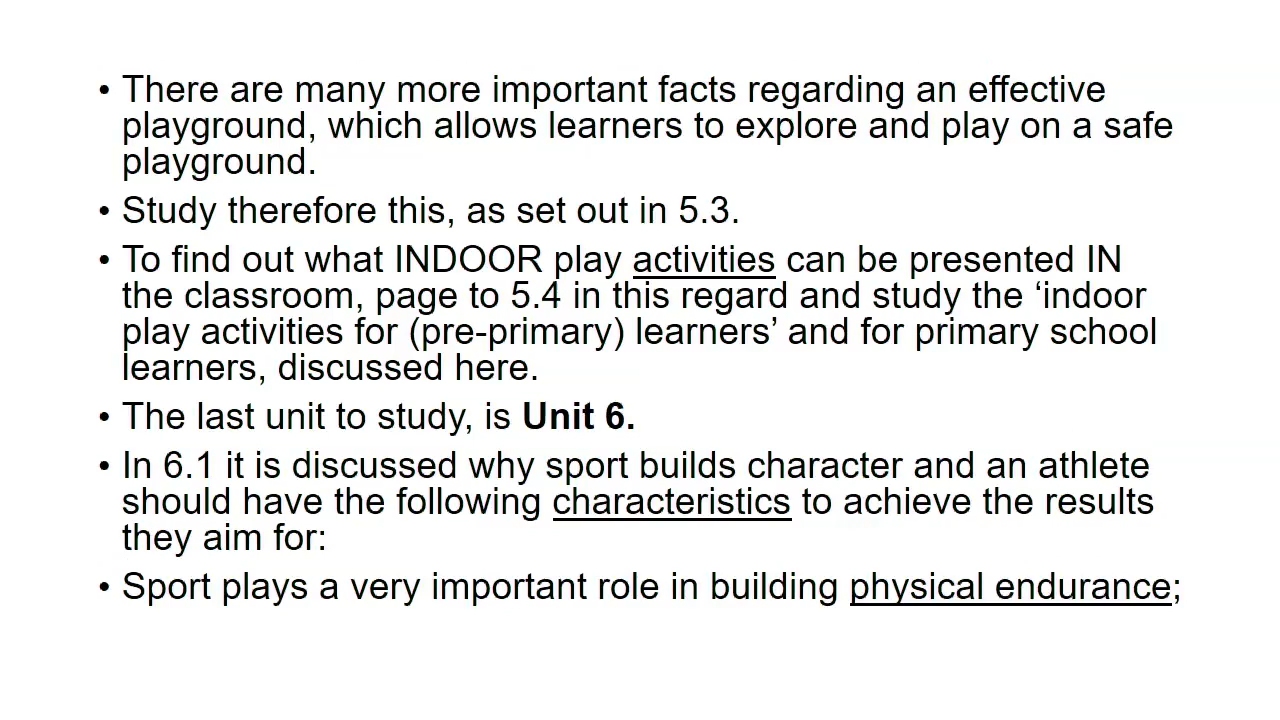 • There are many more important facts regarding an effective
playground, which allows learners to explore and play on a safe
playground.
• Study therefore this, as set out in 5.3.
• To find out what INDOOR play activities can be presented IN
the classroom, page to 5.4 in this regard and study the ‘indoor
play activities for (pre-primary) learners’ and for primary school
learners, discussed here.
• The last unit to study, is Unit 6.
• In 6.1 it is discussed why sport builds character and an athlete
should have the following characteristics to achieve the results
they aim for:
• Sport plays a very important role in building physical endurance;